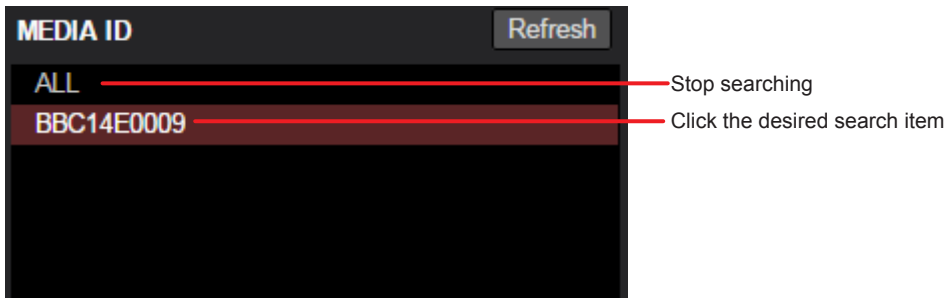 MEDIA ID Refresh
ALL Stop searching
BBC14E0009 Click the desired search item